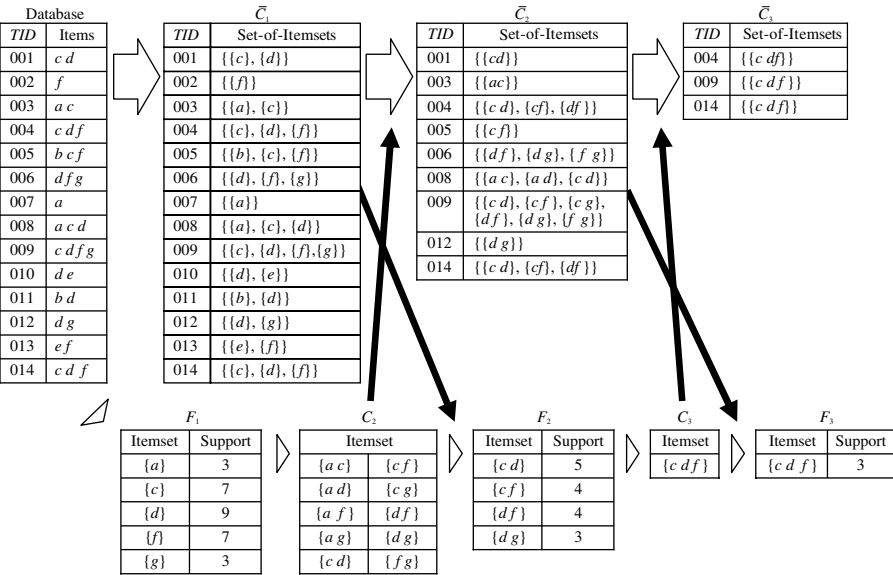 Database
TID Items
001 c d
002 f
003 a c
004 c d f
005 b c f
006 d f g
007 a
008 a c d
009 c d f g
010 d e
011 b d
012 d g
013 e f
014 c d f
C̅₁
TID Set-of-Itemsets
001 {{c}, {d}}
002 {{f}}
003 {{a}, {c}}
004 {{c}, {d}, {f}}
005 {{b}, {c}, {f}}
006 {{d}, {f}, {g}}
007 {{a}}
008 {{a}, {c}, {d}}
009 {{c}, {d}, {f},{g}}
010 {{d}, {e}}
011 {{b}, {d}}
012 {{d}, {g}}
013 {{e}, {f}}
014 {{c}, {d}, {f}}
C̅₂
TID Set-of-Itemsets
001 {{cd}}
003 {{ac}}
004 {{c d}, {cf}, {df }}
005 {{c f}}
006 {{d f }, {d g}, {f g}}
008 {{a c}, {a d}, {c d}}
009 {{c d}, {c f }, {c g},
{d f }, {d g}, {f g}}
012 {{d g}}
014 {{c d}, {cf}, {df }}
C̅₃
TID Set-of-Itemsets
004 {{c df}}
009 {{c d f }}
014 {{c d f}}
F₁
Itemset Support
{a} 3
{c} 7
{d} 9
{f} 7
{g} 3
C₂
Itemset
{a c} {c f}
{a d} {c g}
{a f} {d f}
{a g} {d g}
{c d} {f g}
F₂
Itemset Support
{c d} 5
{c f} 4
{d f} 4
{d g} 3
C₃
Itemset
{c d f}
F₃
Itemset Support
{c d f} 3